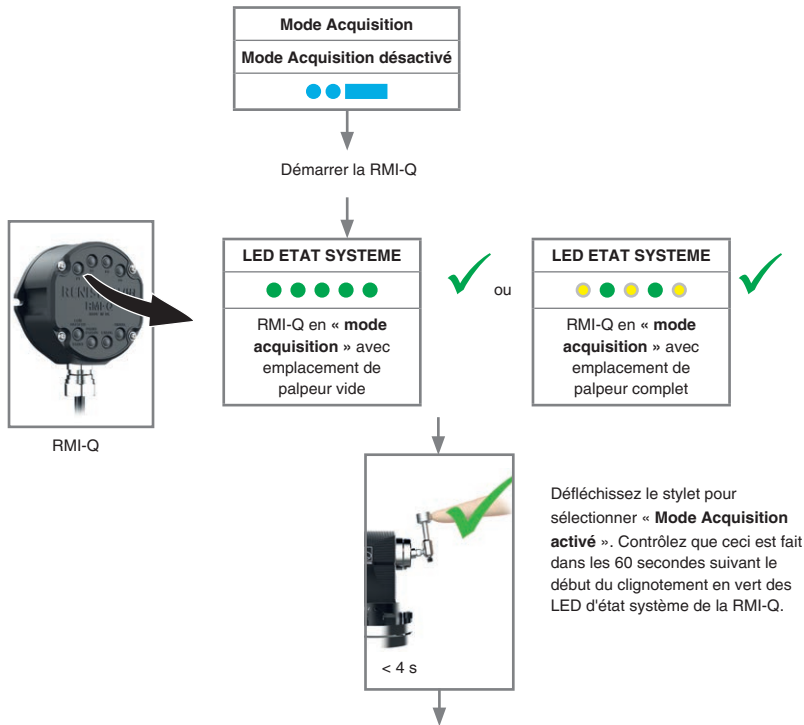 Mode Acquisition
Mode Acquisition désactivé
Démarrer la RMI-Q
LED ETAT SYSTEME
RMI-Q en « mode
acquisition » avec
emplacement de
palpeur vide
ou
LED ETAT SYSTEME
RMI-Q en « mode
acquisition » avec
emplacement de
palpeur complet
RMI-Q
< 4 s
Défléchissez le stylet pour
sélectionner « Mode Acquisition
activé ». Contrôlez que ceci est fait
dans les 60 secondes suivant le
début du clignotement en vert des
LED d'état système de la RMI-Q.